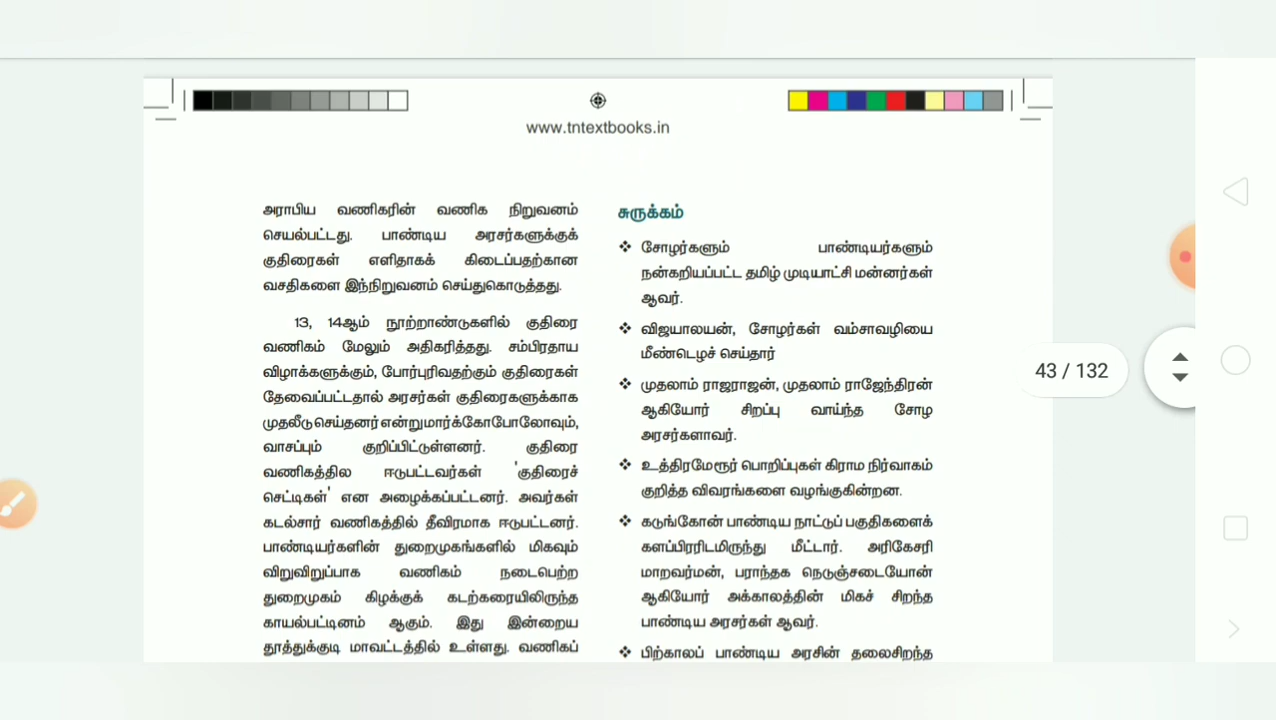 www.tntextbooks.in
அராபிய வணிகரின் வணிக நிறுவனம்
செயல்பட்டது. பாண்டிய அரசர்களுக்குக்
குதிரைகள் எளிதாகக் கிடைப்பதற்கான
வசதிகளை இந்நிறுவனம் செய்துகொடுத்தது.
13, 14ஆம் நூற்றாண்டுகளில் குதிரை
வணிகம் மேலும் அதிகரித்தது. சம்பிரதாய
விழாக்களுக்கும், போர்புரிவதற்கும் குதிரைகள்
தேவைப்பட்டதால் அரசர்கள் குதிரைகளுக்காக
முதலீடு செய்தனர் என்று மார்க்கோபோலோவும்,
வாசப்பும் குறிப்பிட்டுள்ளனர். குதிரை
வணிகத்தில ஈடுபட்டவர்கள் 'குதிரைச்
செட்டிகள்' என அழைக்கப்பட்டனர். அவர்கள்
கடல்சார் வணிகத்தில் தீவிரமாக ஈடுபட்டனர்.
பாண்டியர்களின் துறைமுகங்களில் மிகவும்
விறுவிறுப்பாக வணிகம் நடைபெற்ற
துறைமுகம் கிழக்குக் கடற்கரையிலிருந்த
காயல்பட்டினம் ஆகும். இது இன்றைய
தூத்துக்குடி மாவட்டத்தில் உள்ளது. வணிகப்
சுருக்கம்
❖ சோழர்களும் பாண்டியர்களும்
நன்கறியப்பட்ட தமிழ் முடியாட்சி மன்னர்கள்
ஆவர்.
❖ விஜயாலயன், சோழர்கள் வம்சாவழியை
மீண்டெழச் செய்தார்
❖ முதலாம் ராஜராஜன், முதலாம் ராஜேந்திரன்
ஆகியோர் சிறப்பு வாய்ந்த சோழ
அரசர்களாவர்.
❖ உத்திரமேரூர் பொறிப்புகள் கிராம நிர்வாகம்
குறித்த விவரங்களை வழங்குகின்றன.
❖ கடுங்கோன் பாண்டிய நாட்டுப் பகுதிகளைக்
களப்பிரரிடமிருந்து மீட்டார். அரிகேசரி
மாறவர்மன், பராந்தக நெடுஞ்சடையோன்
ஆகியோர் அக்காலத்தின் மிகச் சிறந்த
பாண்டிய அரசர்கள் ஆவர்.
❖ பிற்காலப் பாண்டிய அரசின் தலைசிறந்த
43 / 132